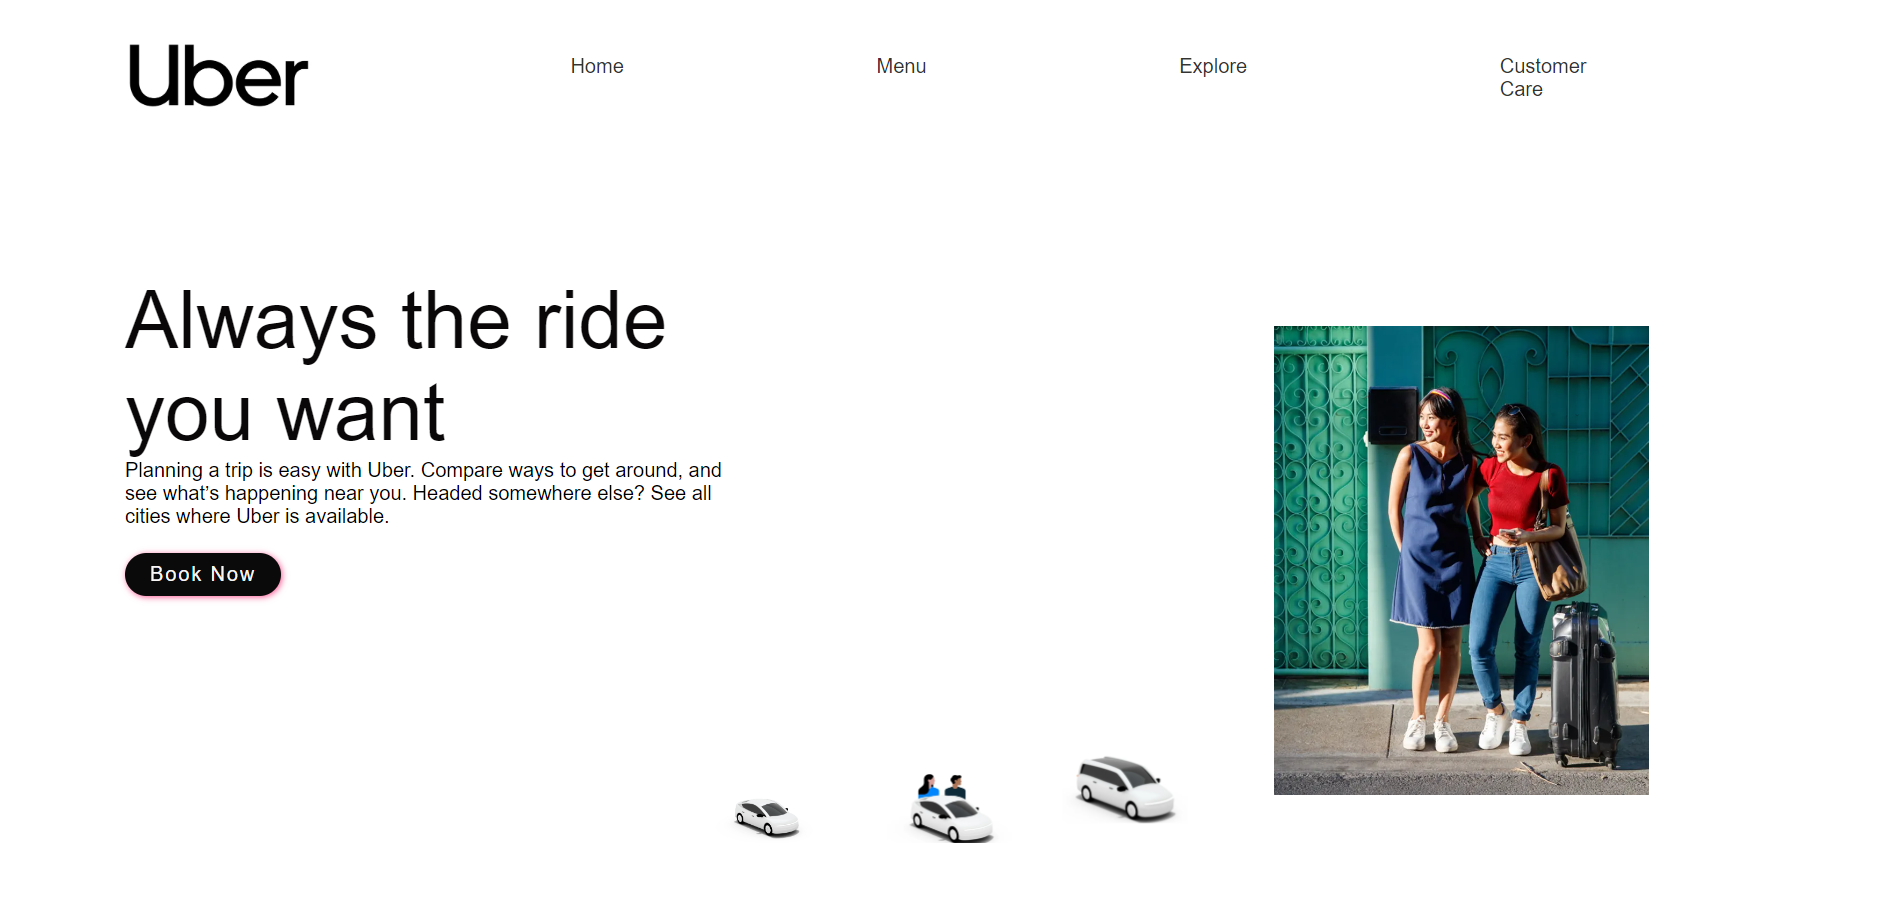 Uber
Home
Menu
Explore
Customer
Care
Always the ride
you want
Planning a trip is easy with Uber. Compare ways to get around, and
see what’s happening near you. Headed somewhere else? See all
cities where Uber is available.
Book Now